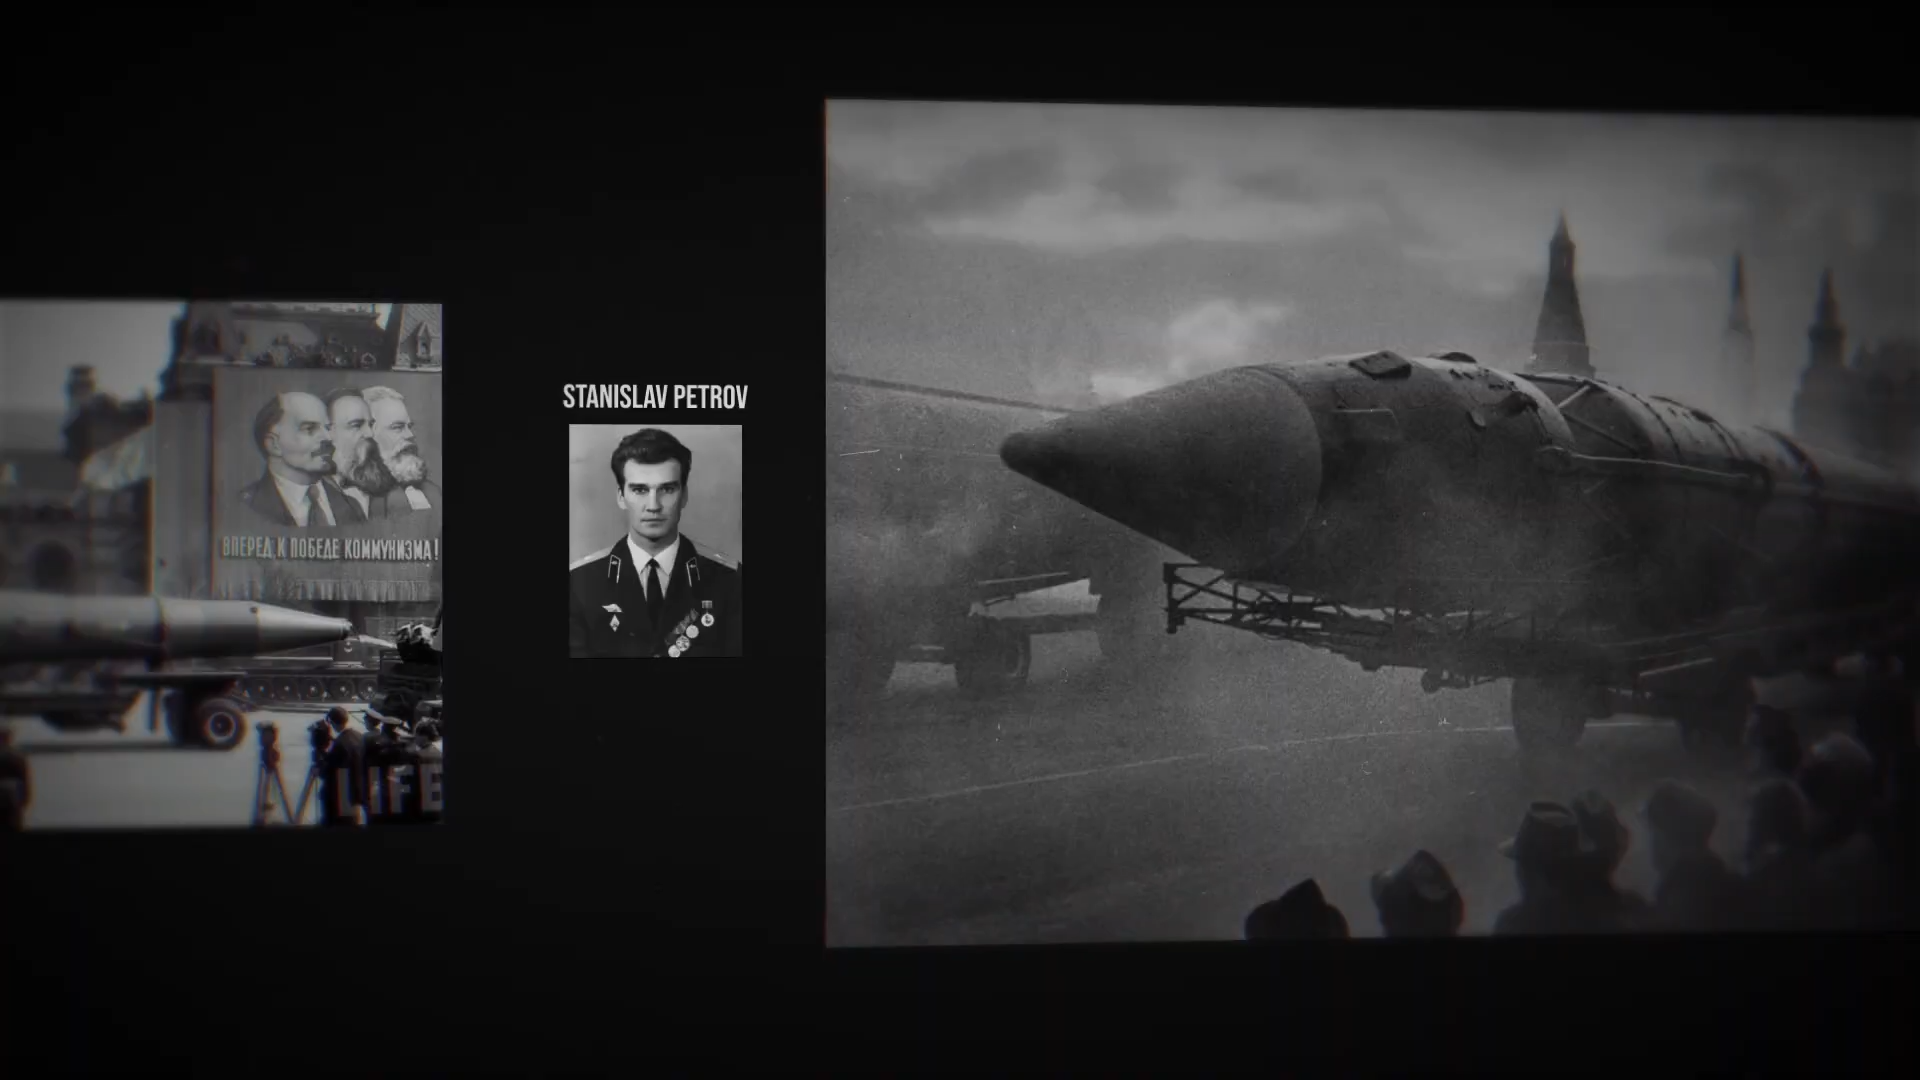 STANISLAV PETROV
ВПЕРЕД, К ПОБЕДЕ КОММУНИЗМА!
LIFE